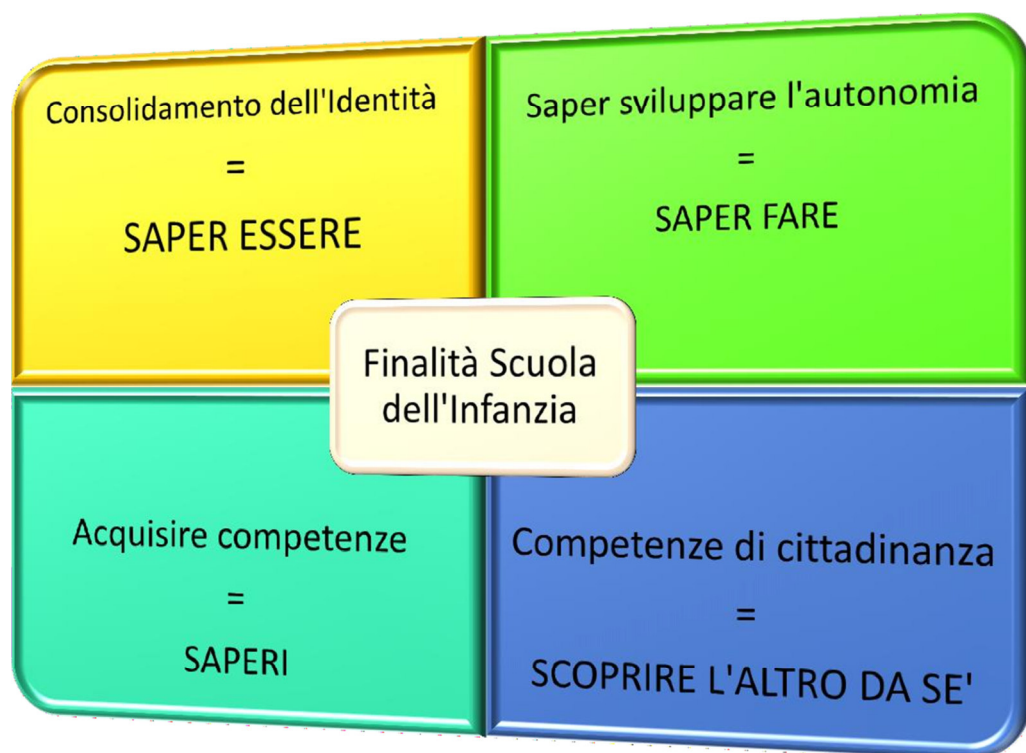 Consolidamento dell'Identità
=
SAPER ESSERE
Saper sviluppare l'autonomia
=
SAPER FARE
Finalità Scuola
dell'Infanzia
Acquisire competenze
=
SAPERI
Competenze di cittadinanza
=
SCOPRIRE L'ALTRO DA SE'